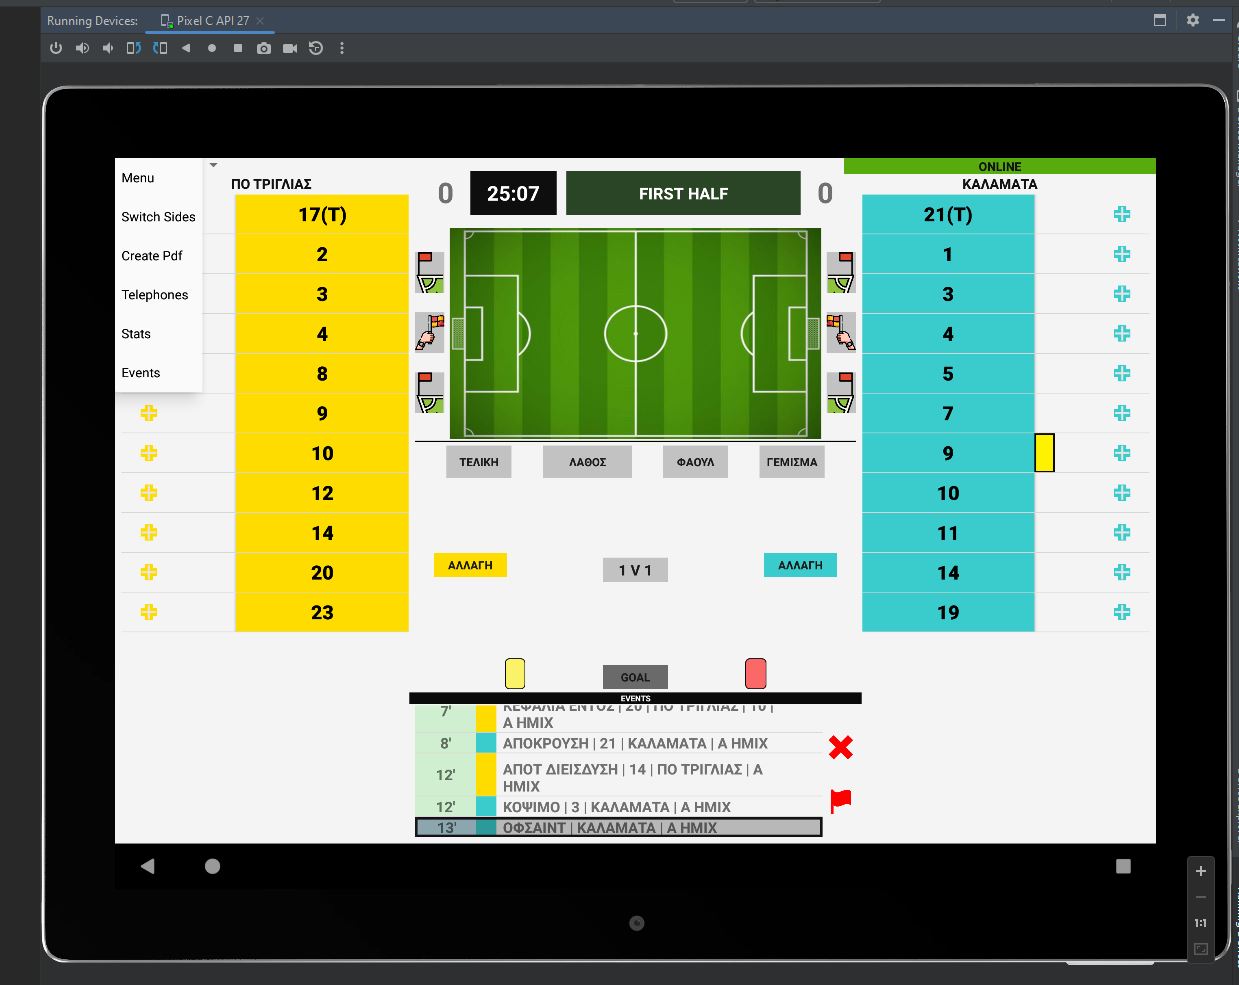 Running Devices:
Pixel C API 27
Menu
Switch Sides
Create Pdf
Telephones
Stats
Events
ΠΟ ΤΡΙΓΛΙΑΣ
0
25:07
FIRST HALF
0
ONLINE
ΚΑΛΑΜΑΤΑ
17(Τ)
2
3
4
8
9
10
12
14
20
23
21(Τ)
1
3
4
5
7
9
10
11
14
19
ΤΕΛΙΚΗ
ΛΑΘΟΣ
ΦΑΟΥΛ
ΓΕΜΙΣΜΑ
ΑΛΛΑΓΗ
1 V 1
ΑΛΛΑΓΗ
GOAL
EVENTS
7' ΚΕΦΑΛΙΑ ΕΝΤΟΣ | 20 | ΠΟ ΤΡΙΓΛΙΑΣ | 10 |
Α ΗΜΙΧ
8' ΑΠΟΚΡΟΥΣΗ | 21 | ΚΑΛΑΜΑΤΑ | Α ΗΜΙΧ
12' ΑΠΟΤ ΔΙΕΙΣΔΥΣΗ | 14 | ΠΟ ΤΡΙΓΛΙΑΣ | Α
ΗΜΙΧ
12' ΚΟΨΙΜΟ | 3 | ΚΑΛΑΜΑΤΑ | Α ΗΜΙΧ
13' ΟΦΣΑΙΝΤ | ΚΑΛΑΜΑΤΑ | Α ΗΜΙΧ
1:1